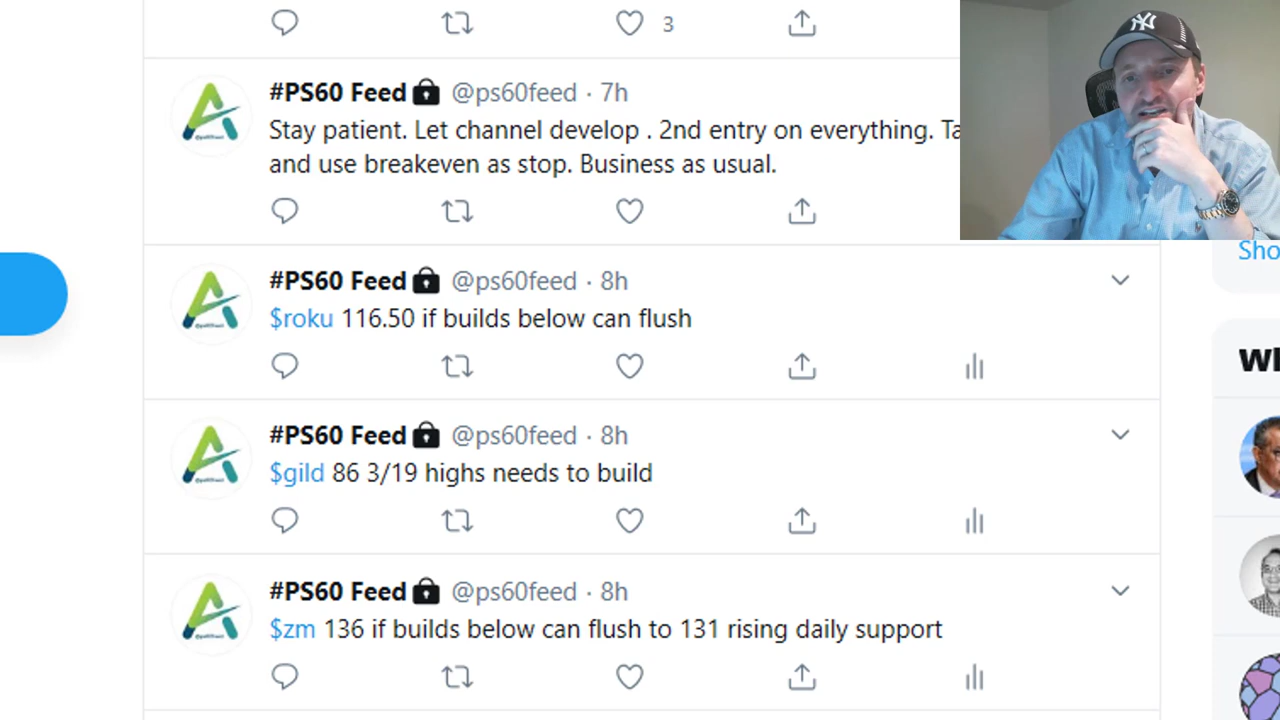 3
#PS60 Feed @ps60feed · 7h
Stay patient. Let channel develop . 2nd entry on everything.
and use breakeven as stop. Business as usual.
#PS60 Feed @ps60feed · 8h
$roku 116.50 if builds below can flush
#PS60 Feed @ps60feed · 8h
$gild 86 3/19 highs needs to build
#PS60 Feed @ps60feed · 8h
$zm 136 if builds below can flush to 131 rising daily support
NY